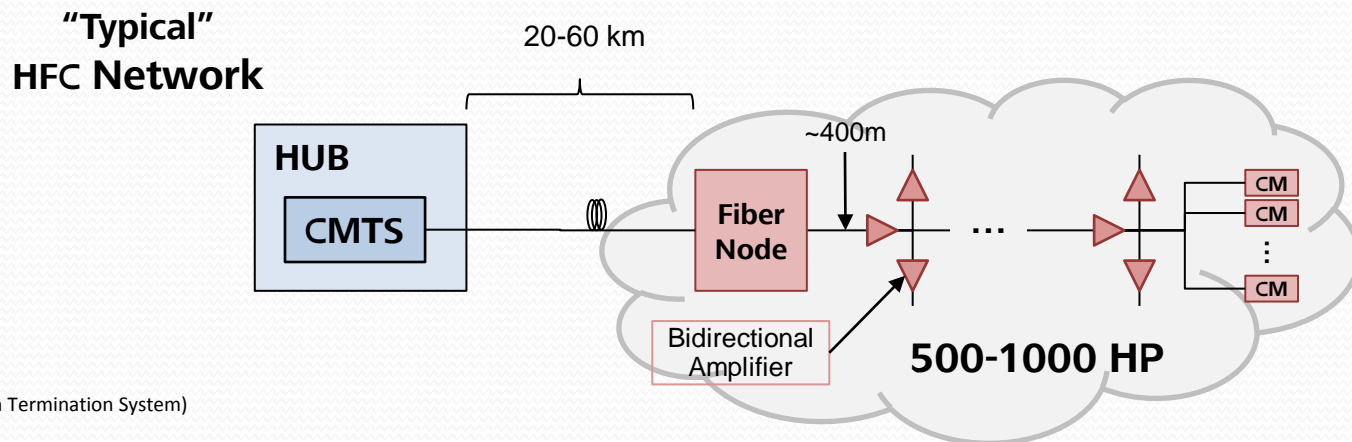 “Typical”
HFC Network
20-60 km
HUB
CMTS
~400m
Fiber
Node
...
CM
CM
⋮
CM
Bidirectional
Amplifier
500-1000 HP
Termination System)